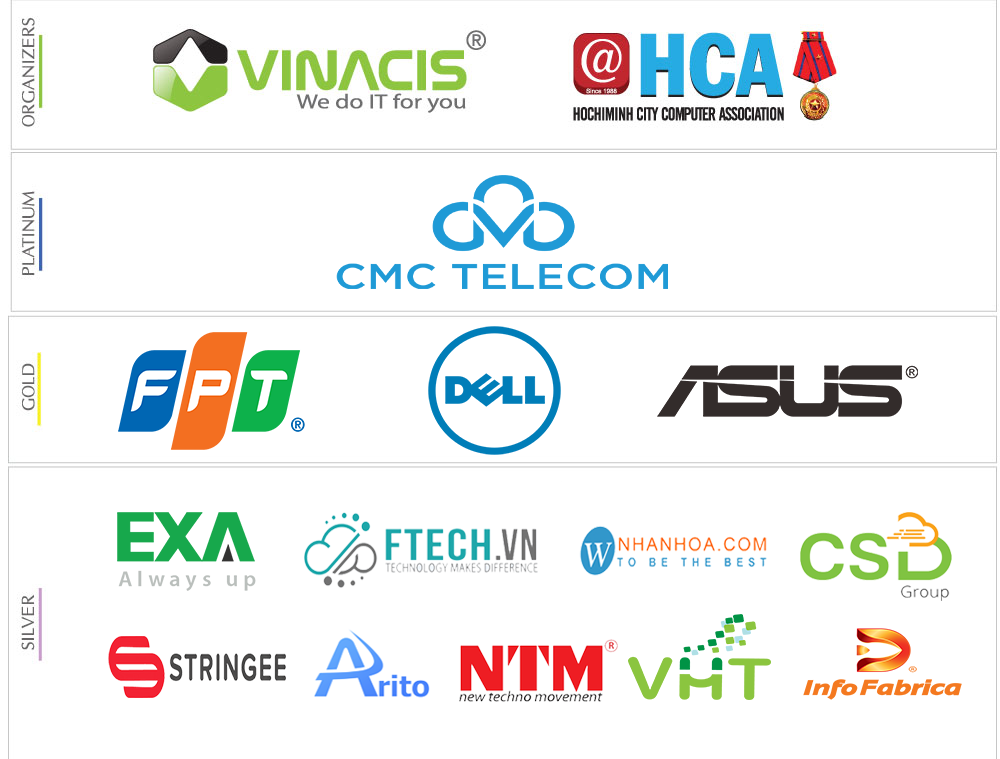 ORGANIZERS
VINACIS®
We do IT for you
@
Since 1988
HCA
HOCHIMINH CITY COMPUTER ASSOCIATION
PLATINUM
CMC TELECOM
GOLD
FPT®
DELL
ASUS®
SILVER
EXA
Always up
FTECH.VN
TECHNOLOGY MAKES DIFFERENCE
W NHANHOA.COM
TO BE THE BEST
CSD
Group
STRINGEE
Arito
NTM®
new techno movement
VHT
InfoFabrica®